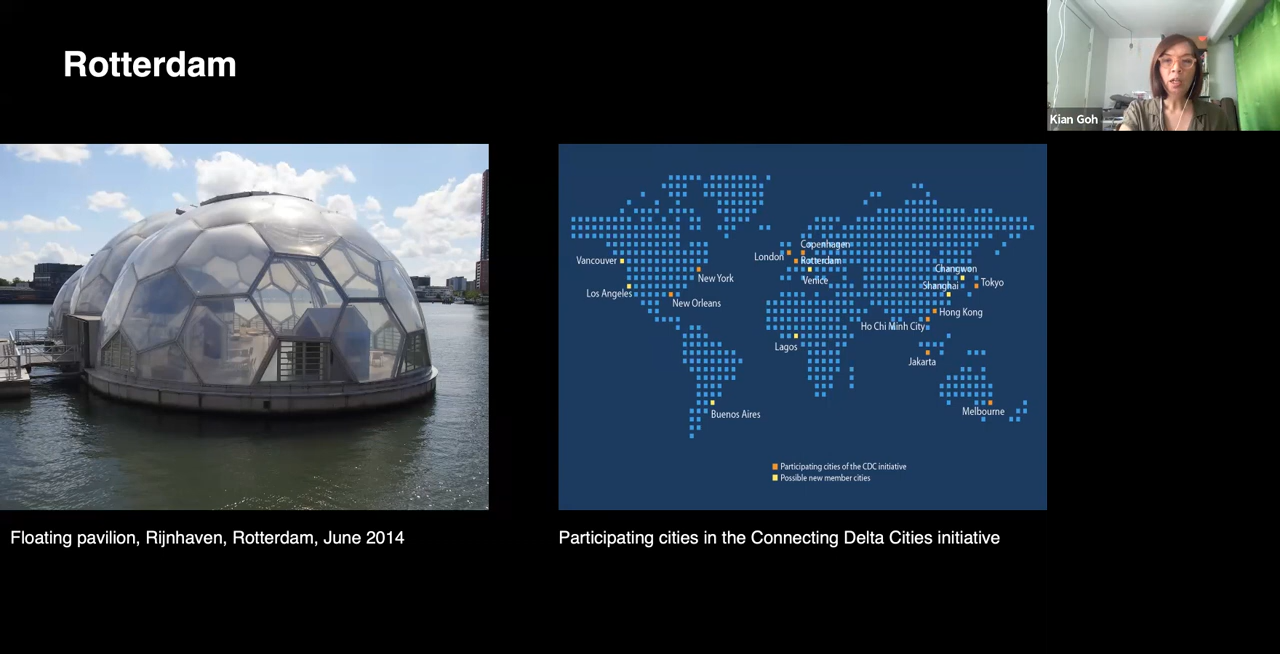 Rotterdam
Kian Goh
Copenhagen
London
Rotterdam
Vancouver
Venice
Changwon
New York
Tokyo
Shanghai
Los Angeles
New Orleans
Hong Kong
Ho Chi Minh City
Lagos
Jakarta
Buenos Aires
Melbourne
Participating cities of the CDC initiative
Possible new member cities
Floating pavilion, Rijnhaven, Rotterdam, June 2014
Participating cities in the Connecting Delta Cities initiative